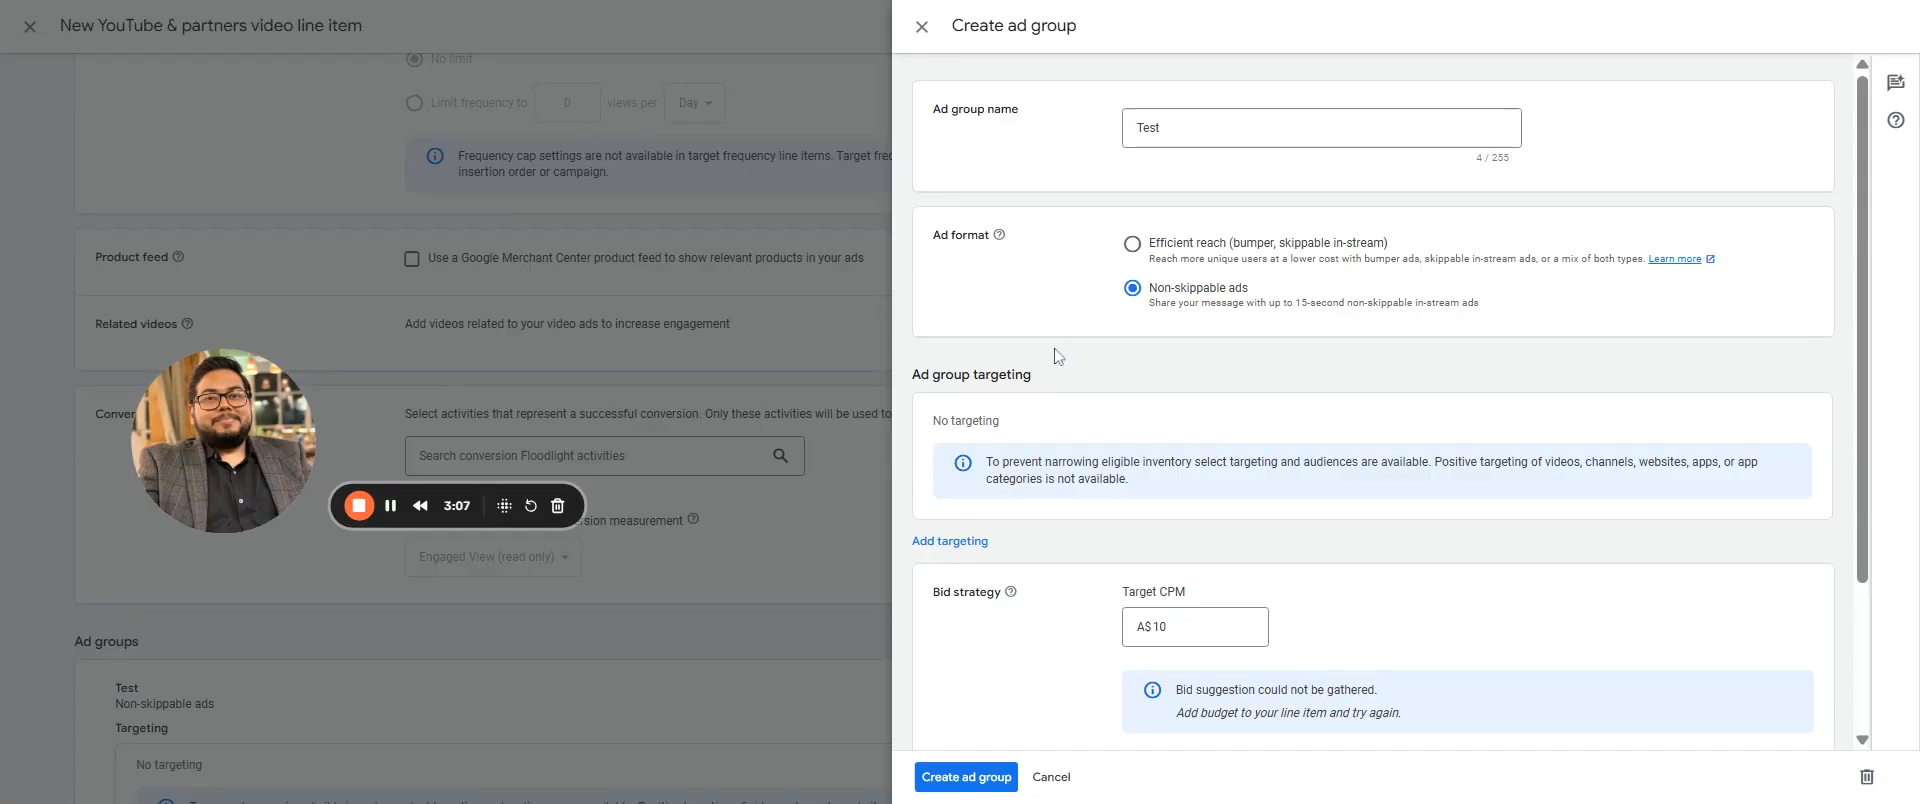 New YouTube & partners video line item
No limit
Limit frequency to 0 views per Day
Frequency cap settings are not available in target frequency line items. Target
insertion order or campaign.
Product feed
Use a Google Merchant Center product feed to show relevant products in your ads
Related videos
Add videos related to your video ads to increase engagement
Select activities that represent a successful conversion. Only these activities will be used to
Search conversion Floodlight activities
3:07
measurement
Engaged View (read only)
Ad groups
Test
Non-skippable ads
Targeting
No targeting
Create ad group
Ad group name
Test
4 / 255
Ad format
Efficient reach (bumper, skippable in-stream)
Reach more unique users at a lower cost with bumper ads, skippable in-stream ads, or a mix of both types. Learn more
Non-skippable ads
Share your message with up to 15-second non-skippable in-stream ads
Ad group targeting
No targeting
To prevent narrowing eligible inventory select targeting and audiences are available. Positive targeting of videos, channels, websites, apps, or app
categories is not available.
Add targeting
Bid strategy
Target CPM
A$10
Bid suggestion could not be gathered.
Add budget to your line item and try again.
Create ad group
Cancel